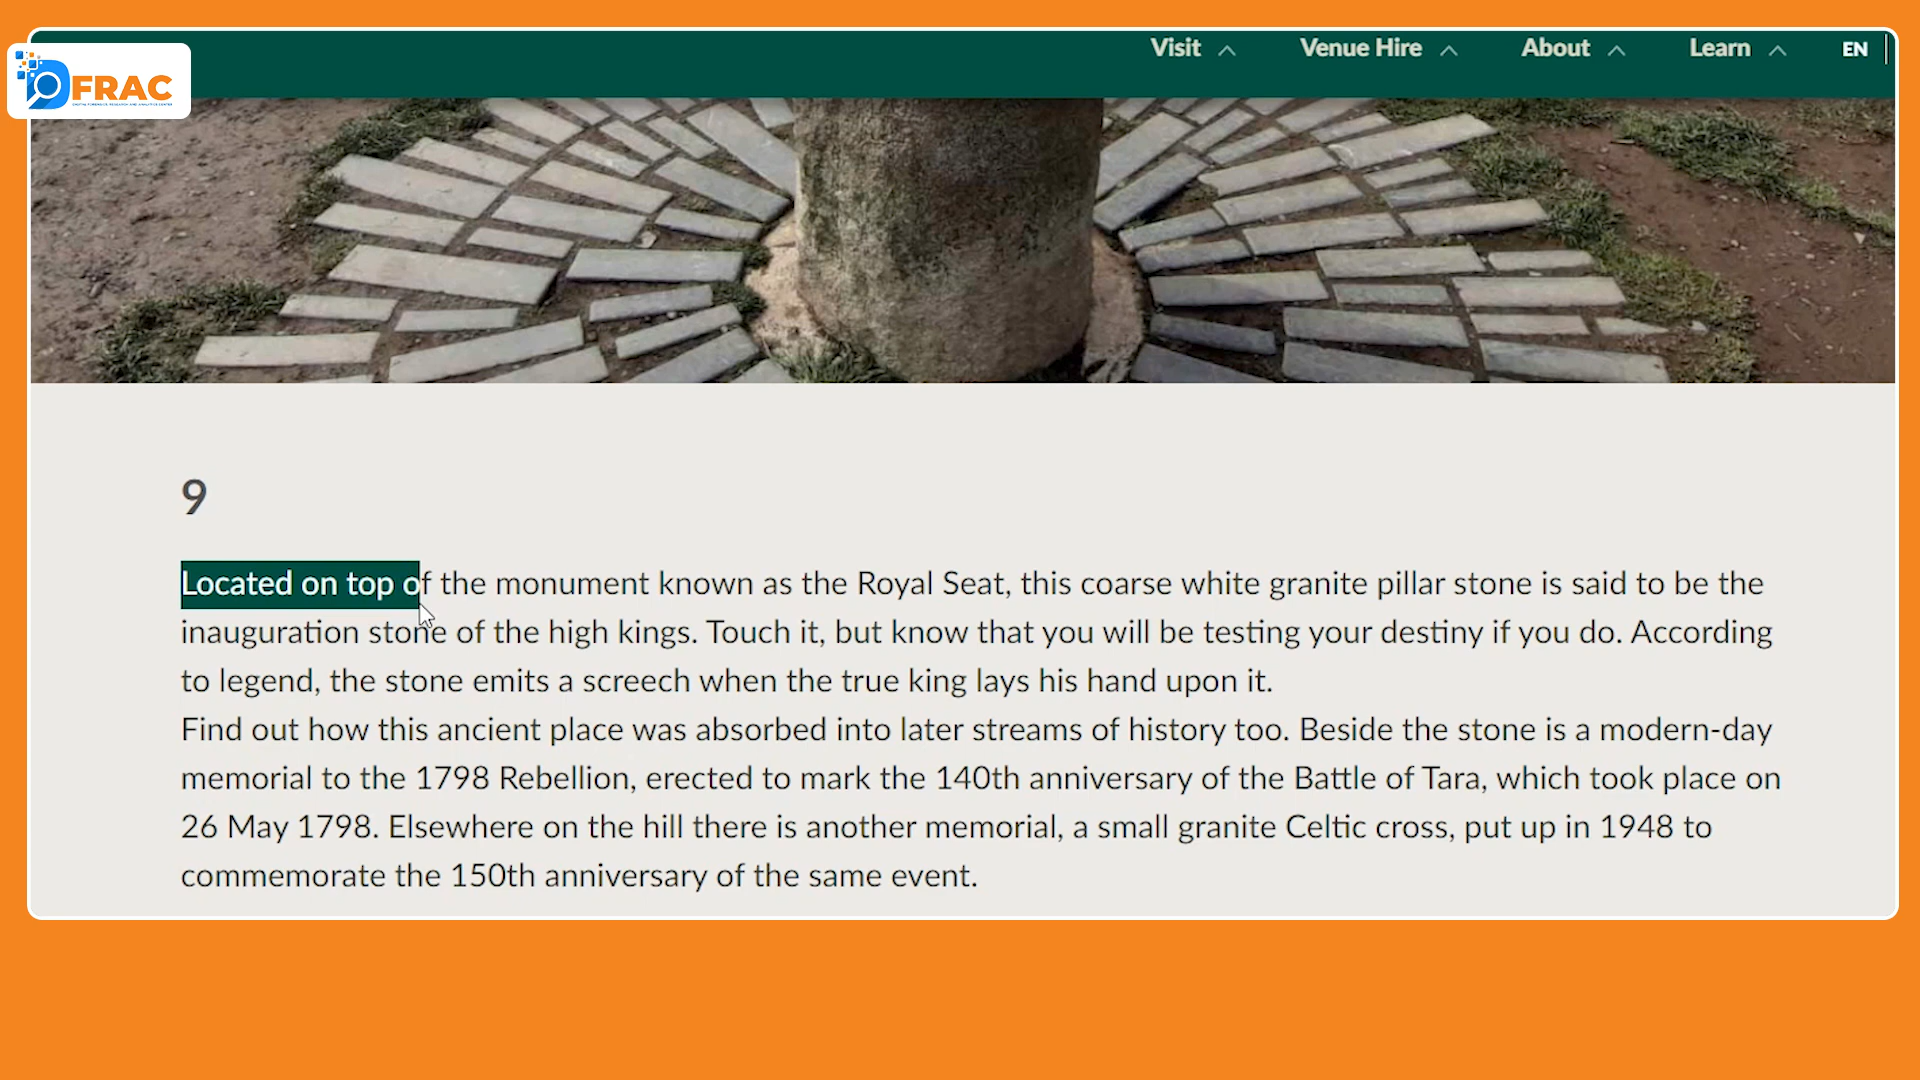 Visit
Venue Hire
About
Learn
EN
DFRAC
DIGITAL FORENSICS, RESEARCH AND ANALYTICS CENTER
9
Located on top of the monument known as the Royal Seat, this coarse white granite pillar stone is said to be the
inauguration stone of the high kings. Touch it, but know that you will be testing your destiny if you do. According
to legend, the stone emits a screech when the true king lays his hand upon it.
Find out how this ancient place was absorbed into later streams of history too. Beside the stone is a modern-day
memorial to the 1798 Rebellion, erected to mark the 140th anniversary of the Battle of Tara, which took place on
26 May 1798. Elsewhere on the hill there is another memorial, a small granite Celtic cross, put up in 1948 to
commemorate the 150th anniversary of the same event.